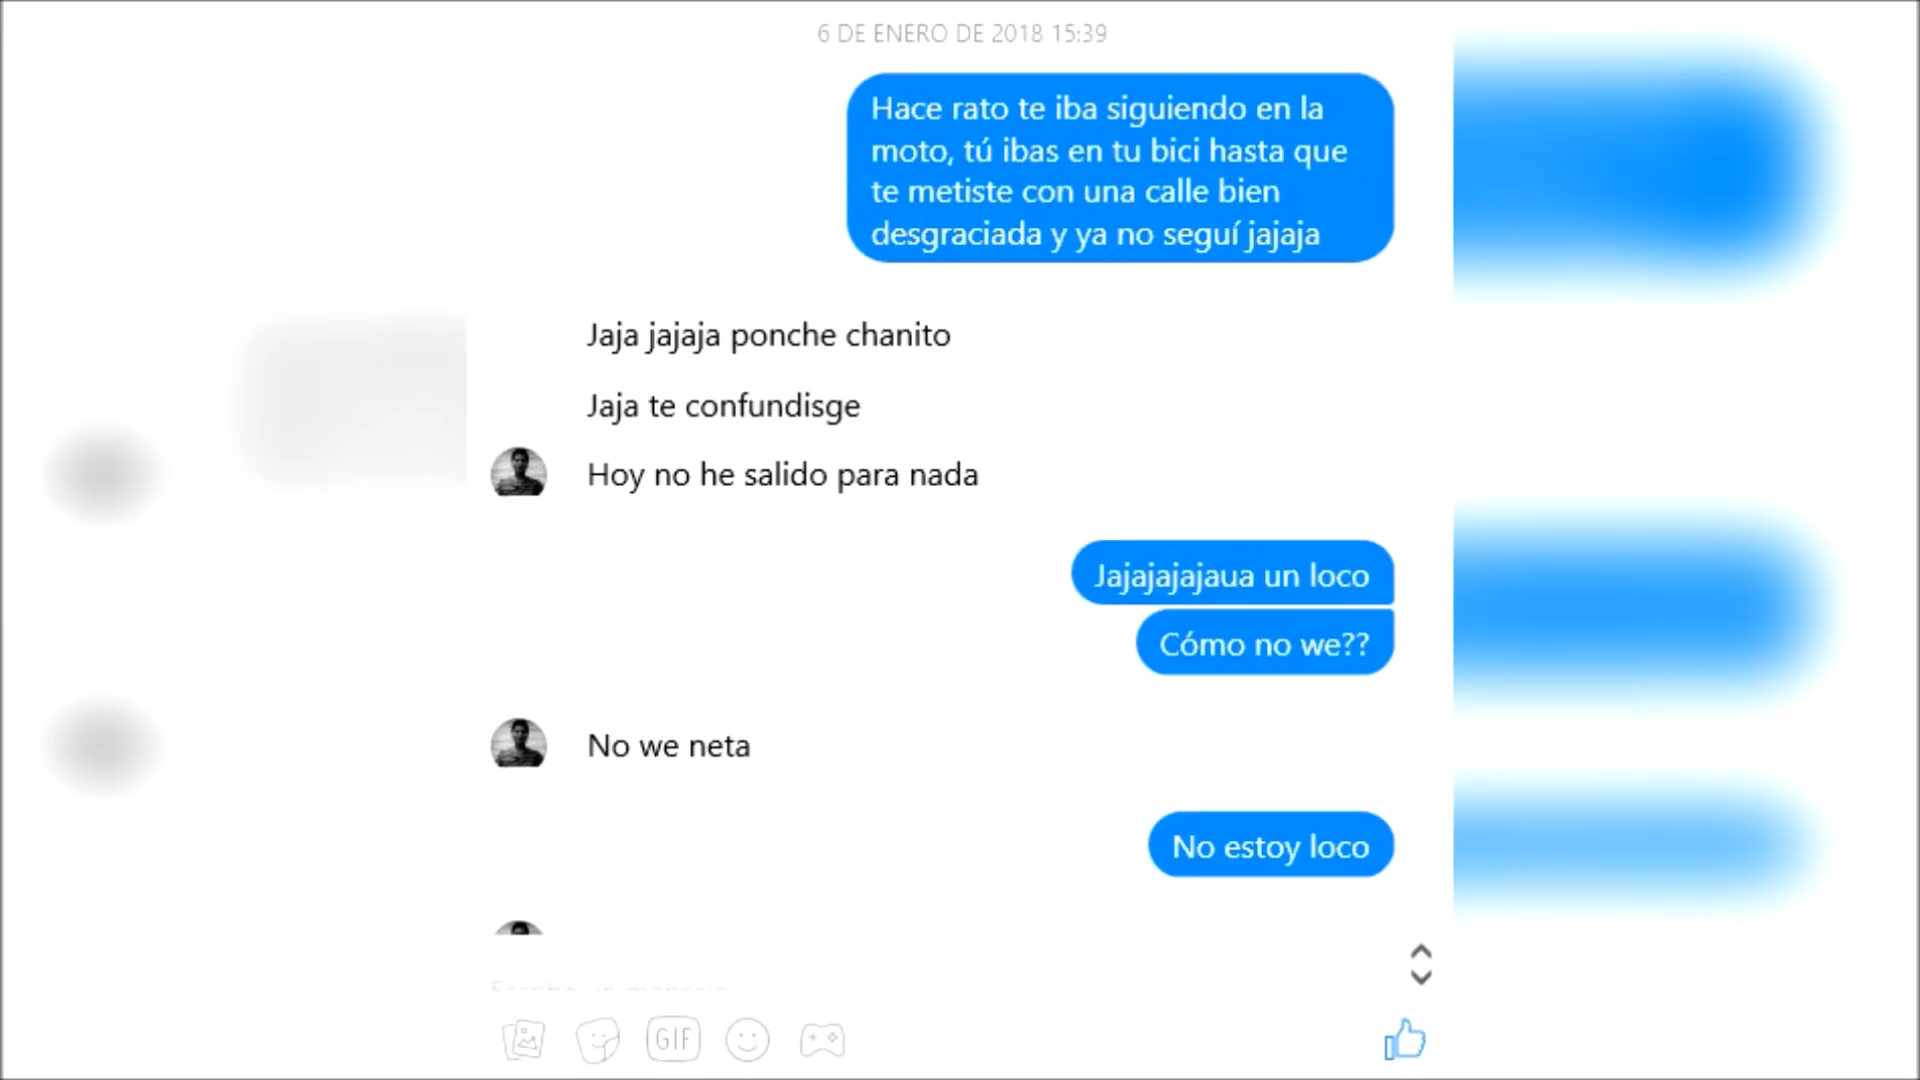 6 DE ENERO DE 2018 15:39
Hace rato te iba siguiendo en la
moto, tú ibas en tu bici hasta que
te metiste con una calle bien
desgraciada y ya no seguí jajaja
Jaja jajaja ponche chanito
Jaja te confundisge
Hoy no he salido para nada
Jajajajajaua un loco
Cómo no we??
No we neta
No estoy loco
GIF